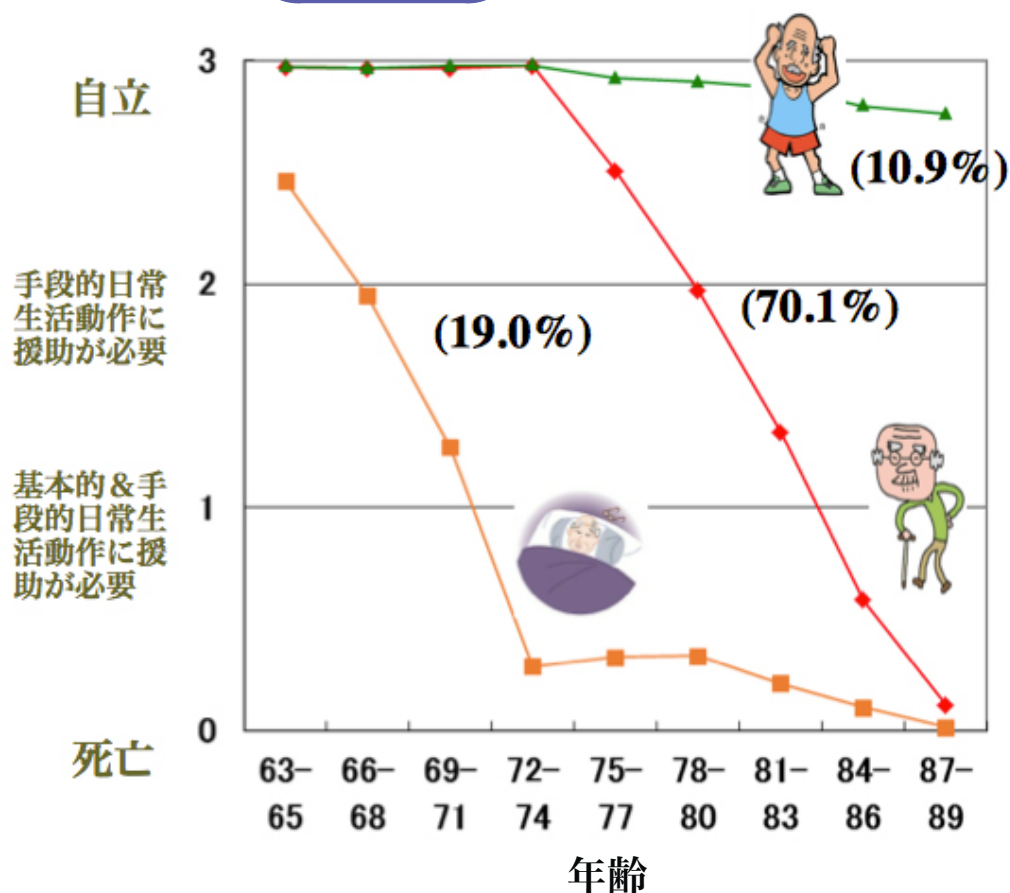 3
自立
(10.9%)
手段的日常
生活動作に
援助が必要
2
(19.0%)
(70.1%)
基本的＆手
段的日常生
活動作に援
助が必要
1
0
死亡
63− 66− 69− 72− 75− 78− 81− 84− 87−
65 68 71 74 77 80 83 86 89
年齢